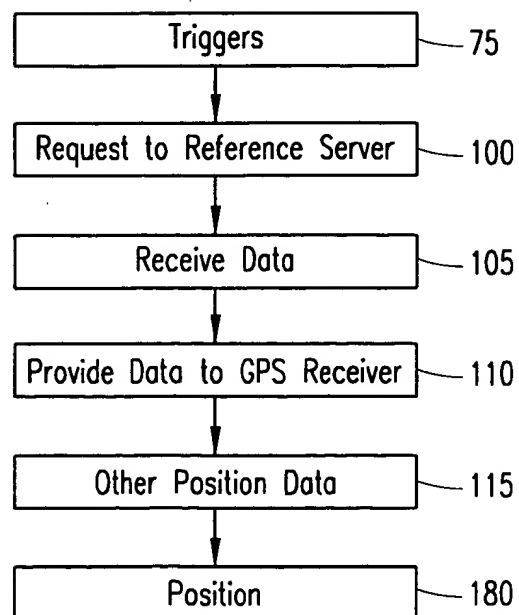 Triggers 75
Request to Reference Server 100
Receive Data 105
Provide Data to GPS Receiver 110
Other Position Data 115
Position 180